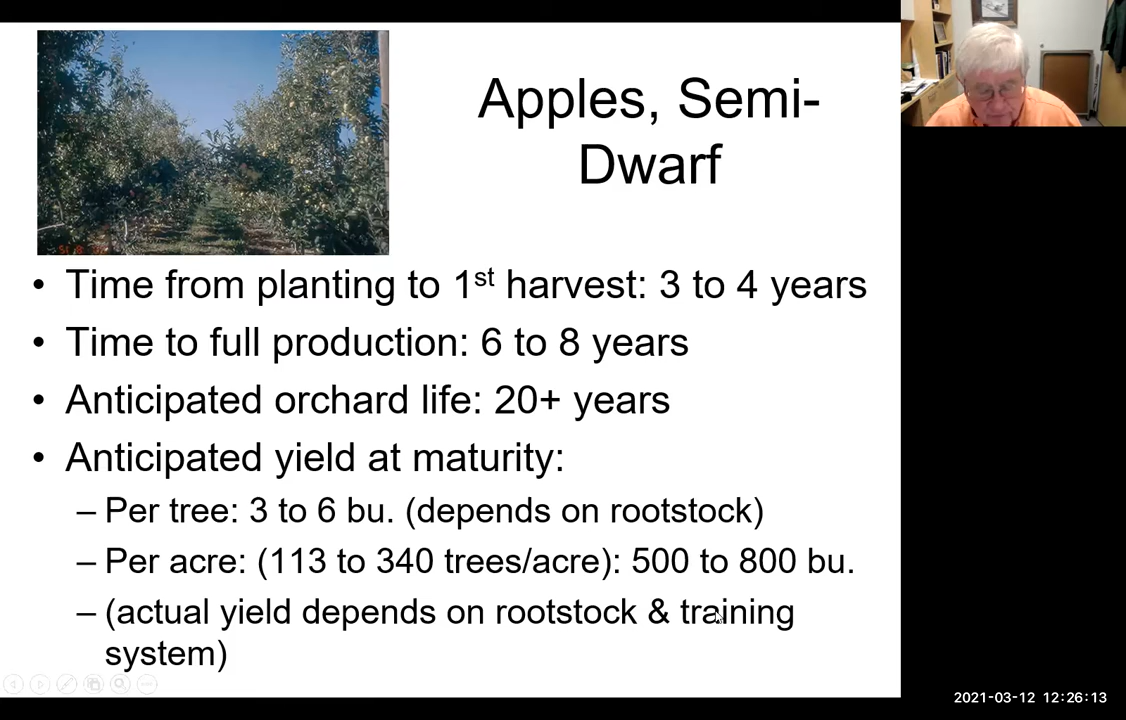 Apples, Semi-
Dwarf
• Time from planting to 1st harvest: 3 to 4 years
• Time to full production: 6 to 8 years
• Anticipated orchard life: 20+ years
• Anticipated yield at maturity:
– Per tree: 3 to 6 bu. (depends on rootstock)
– Per acre: (113 to 340 trees/acre): 500 to 800 bu.
– (actual yield depends on rootstock & training
system)
2021-03-12 12:26:13